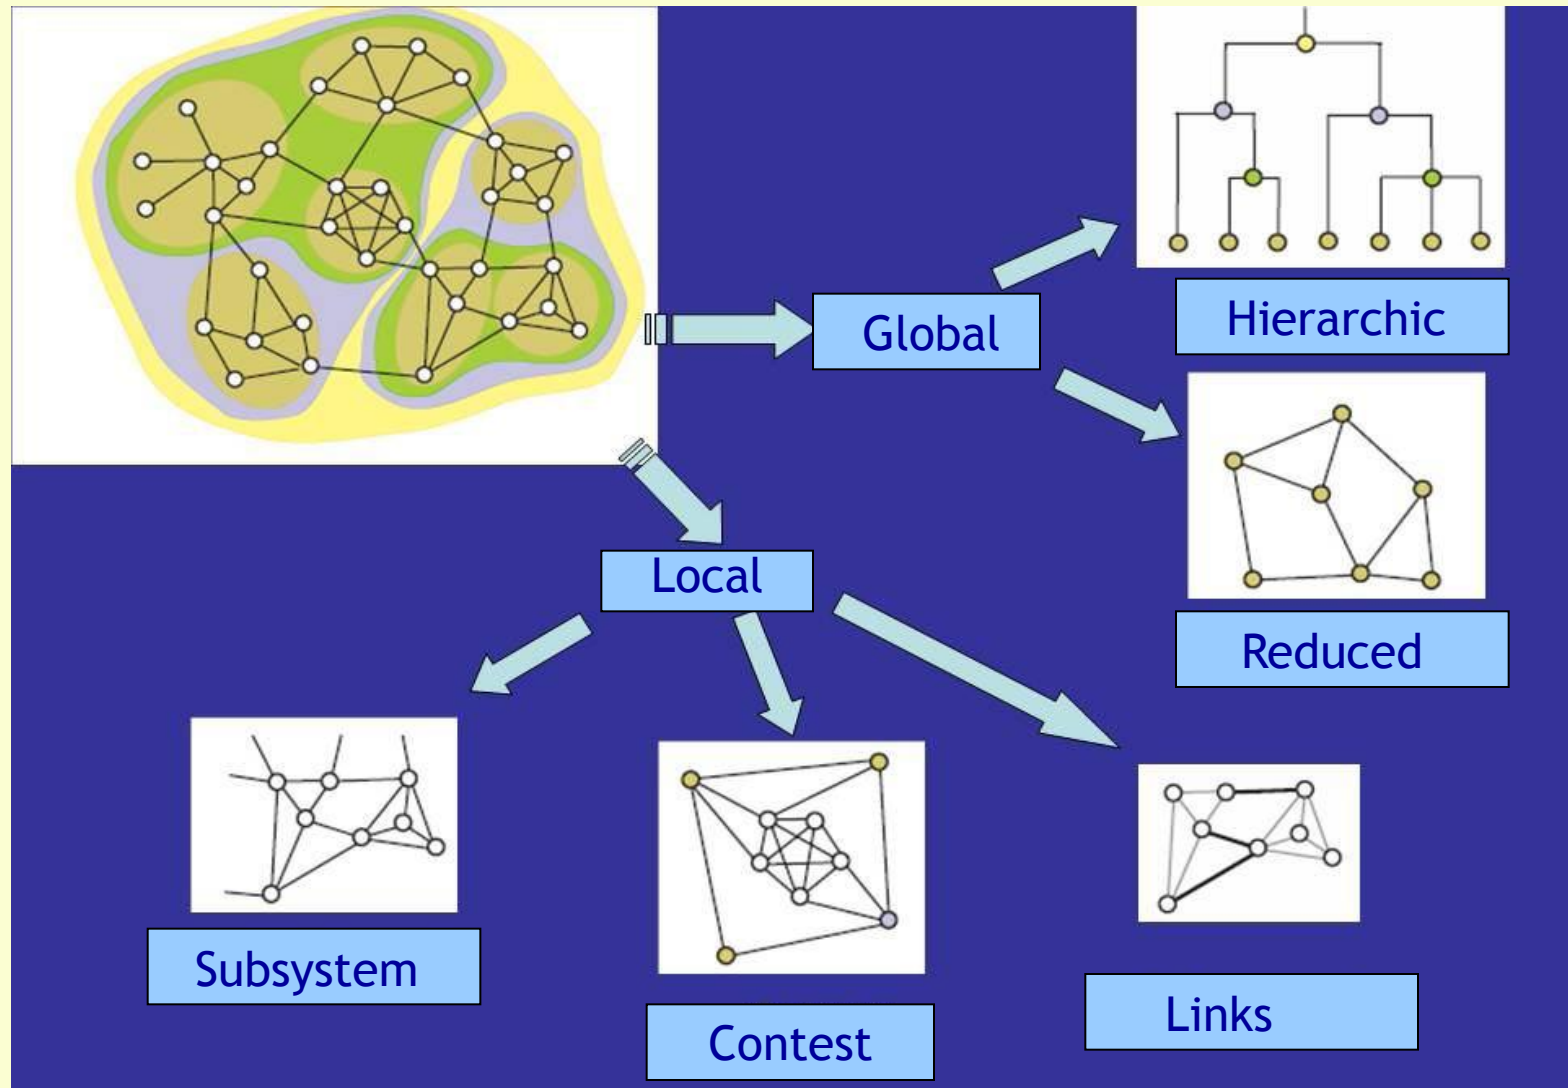 Global
Hierarchic
Reduced
Local
Subsystem
Contest
Links